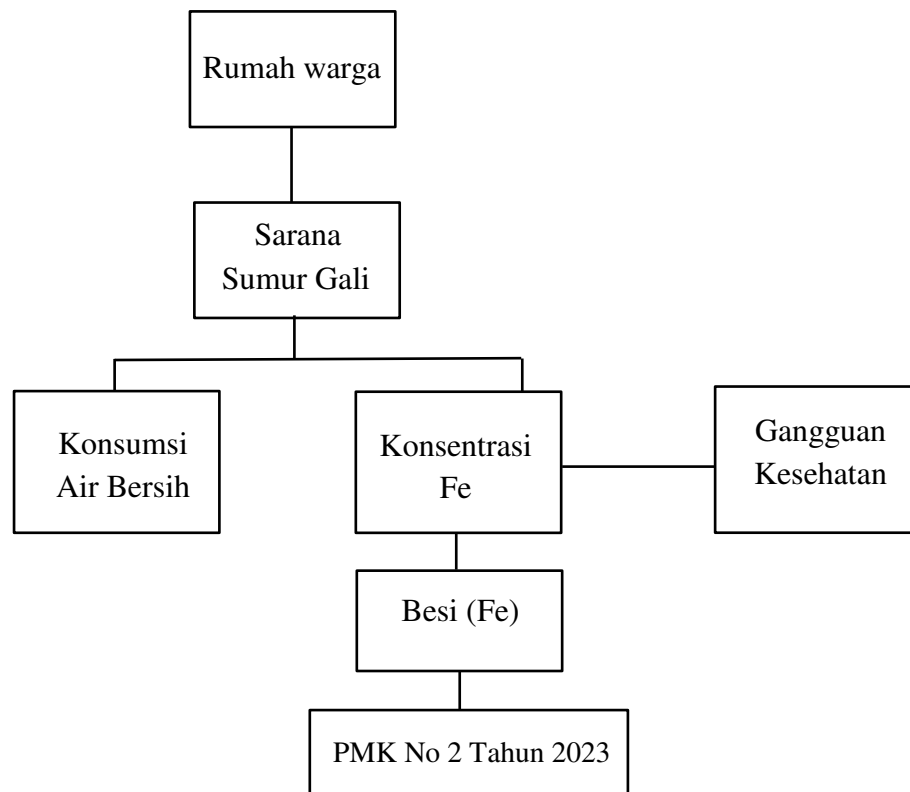 Rumah warga
Sarana
Sumur Gali
Konsumsi
Air Bersih
Konsentrasi
Fe
Gangguan
Kesehatan
Besi (Fe)
PMK No 2 Tahun 2023